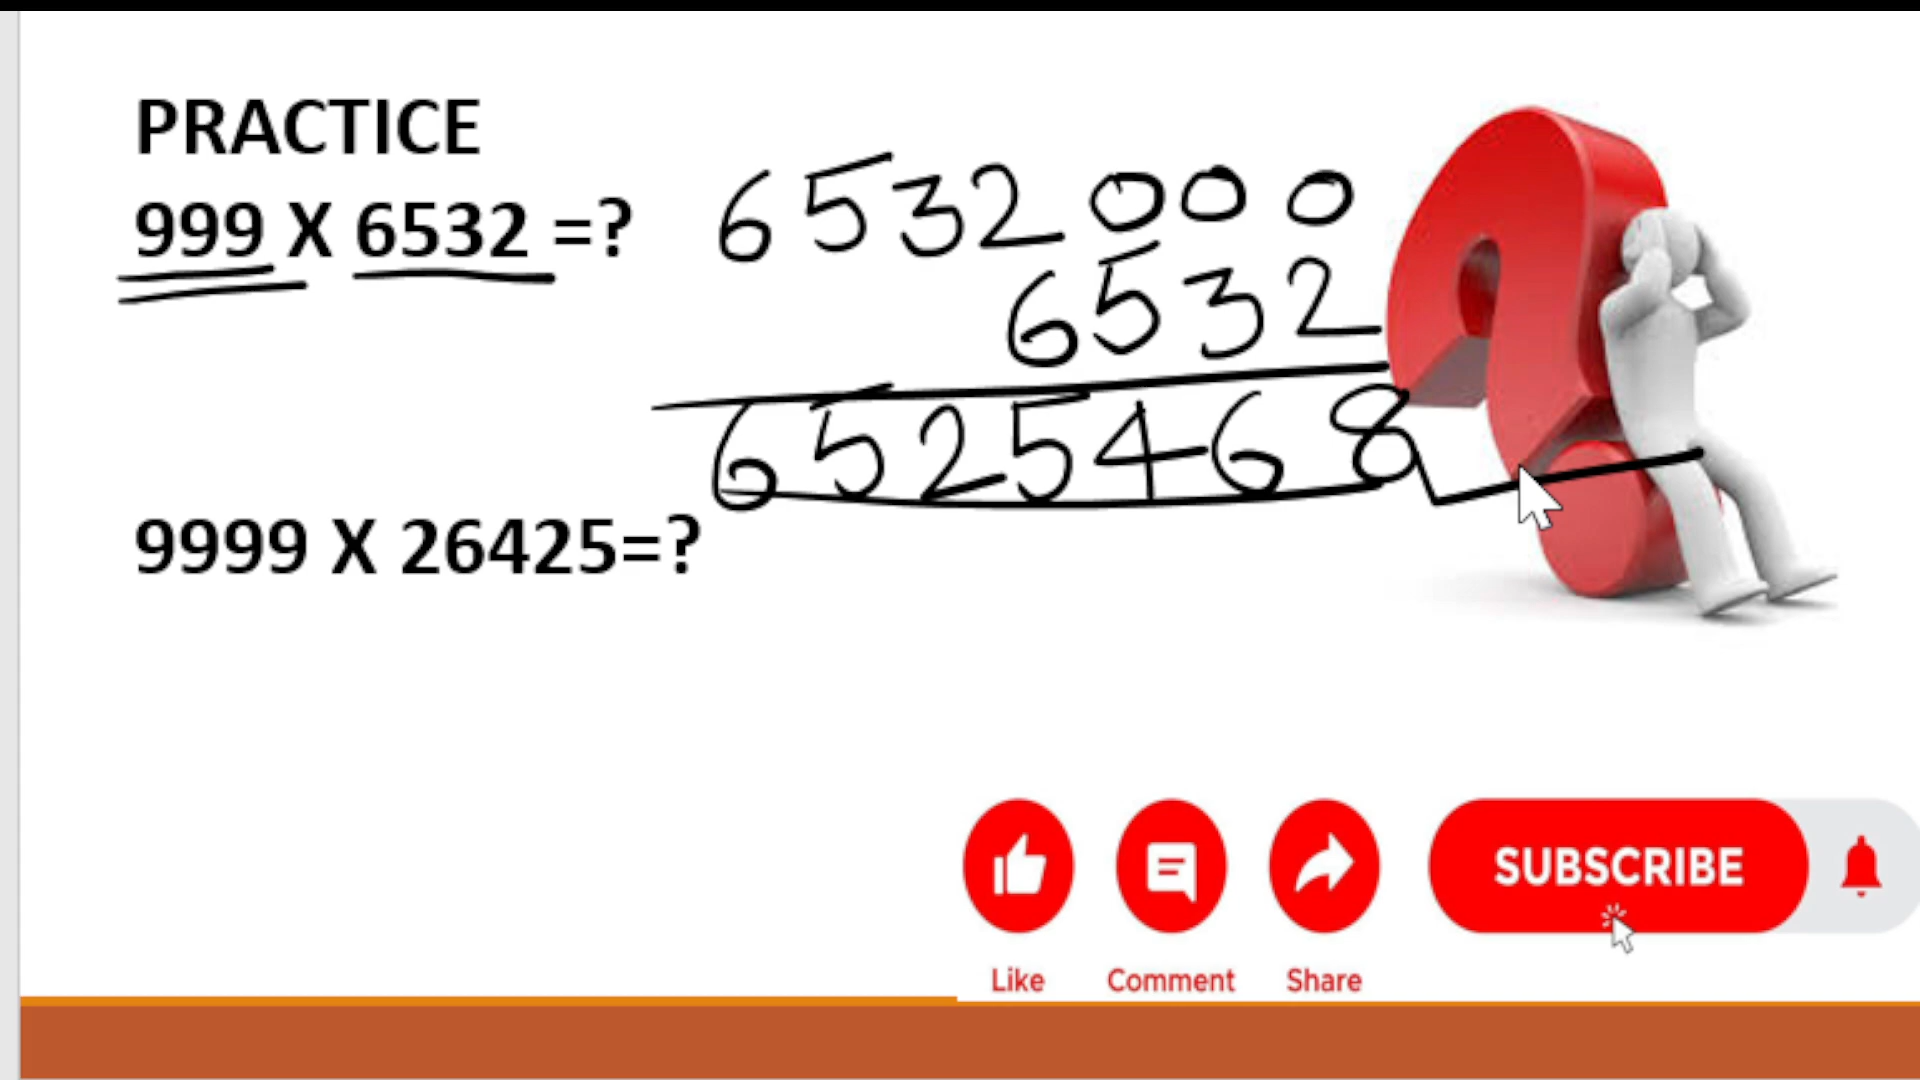 PRACTICE
999 X 6532 =?
6532000
6532
6525468
9999 X 26425=?
SUBSCRIBE
Like Comment Share